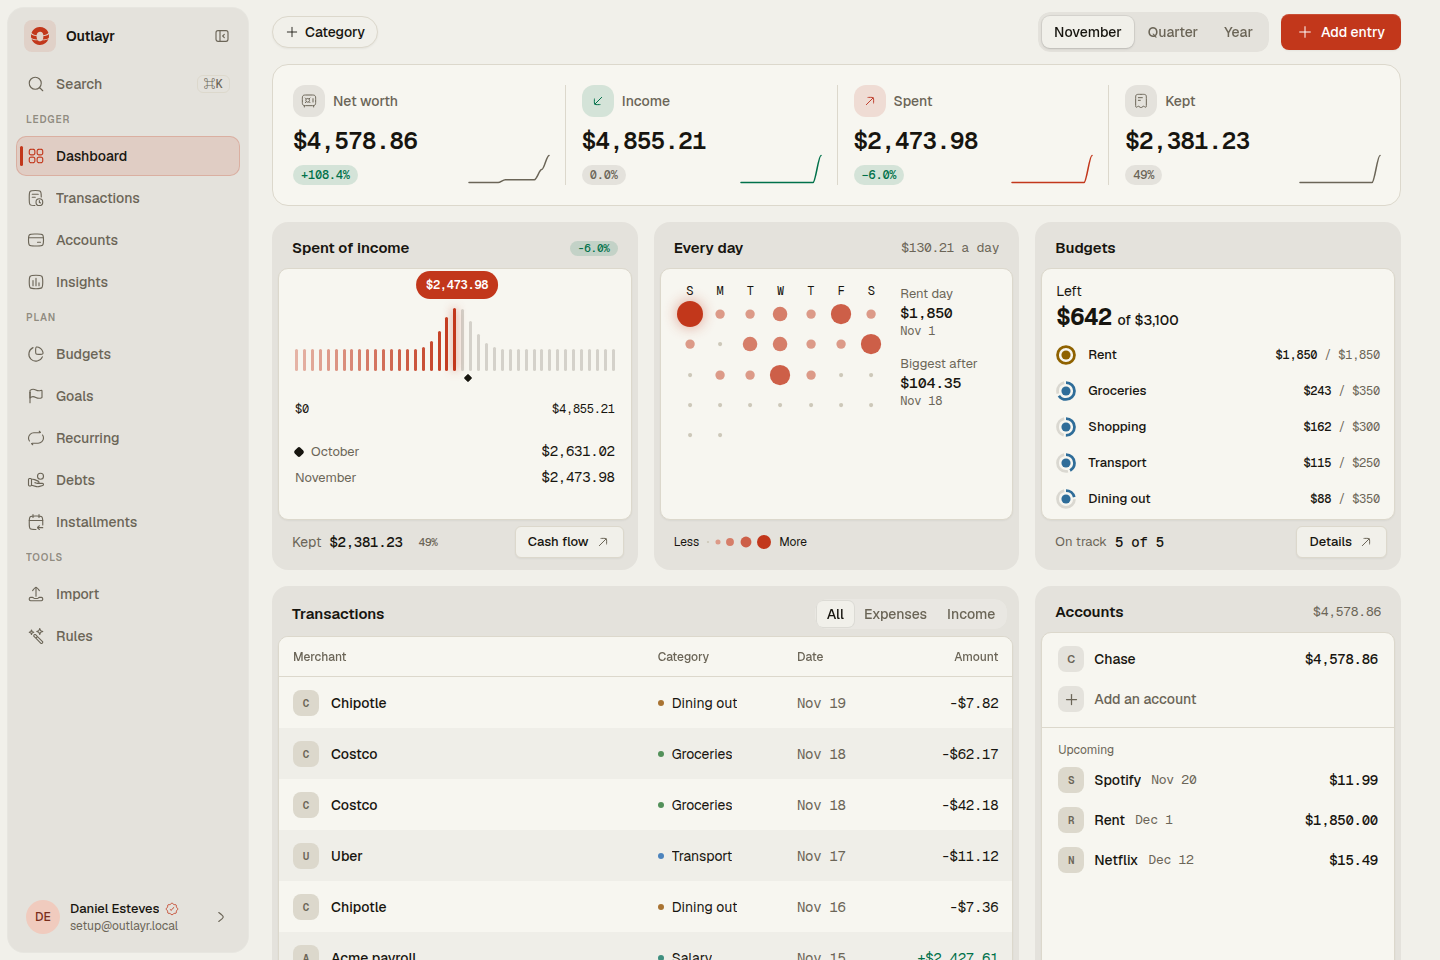 Outlayr
Search
⌘K
LEDGER
Dashboard
Transactions
Accounts
Insights
PLAN
Budgets
Goals
Recurring
Debts
Installments
TOOLS
Import
Rules
DE
Daniel Esteves
setup@outlayr.local
+ Category
November Quarter Year
+ Add entry
Net worth
$4,578.86
+108.4%
Income
$4,855.21
0.0%
Spent
$2,473.98
-6.0%
Kept
$2,381.23
49%
Spent of income
-6.0%
$2,473.98
$0 $4,855.21
October $2,631.02
November $2,473.98
Kept $2,381.23 49%
Cash flow
Every day
$130.21 a day
S M T W T F S
Rent day
$1,850
Nov 1
Biggest after
$104.35
Nov 18
Less More
Budgets
Left
$642 of $3,100
Rent $1,850 / $1,850
Groceries $243 / $350
Shopping $162 / $300
Transport $115 / $250
Dining out $88 / $350
On track 5 of 5
Details
Transactions
All Expenses Income
Merchant Category Date Amount
C Chipotle Dining out Nov 19 -$7.82
C Costco Groceries Nov 18 -$62.17
C Costco Groceries Nov 18 -$42.18
U Uber Transport Nov 17 -$11.12
C Chipotle Dining out Nov 16 -$7.36
A Acme payroll Salary Nov 15 +$2,427.61
Accounts
$4,578.86
C Chase $4,578.86
+ Add an account
Upcoming
S Spotify Nov 20 $11.99
R Rent Dec 1 $1,850.00
N Netflix Dec 12 $15.49